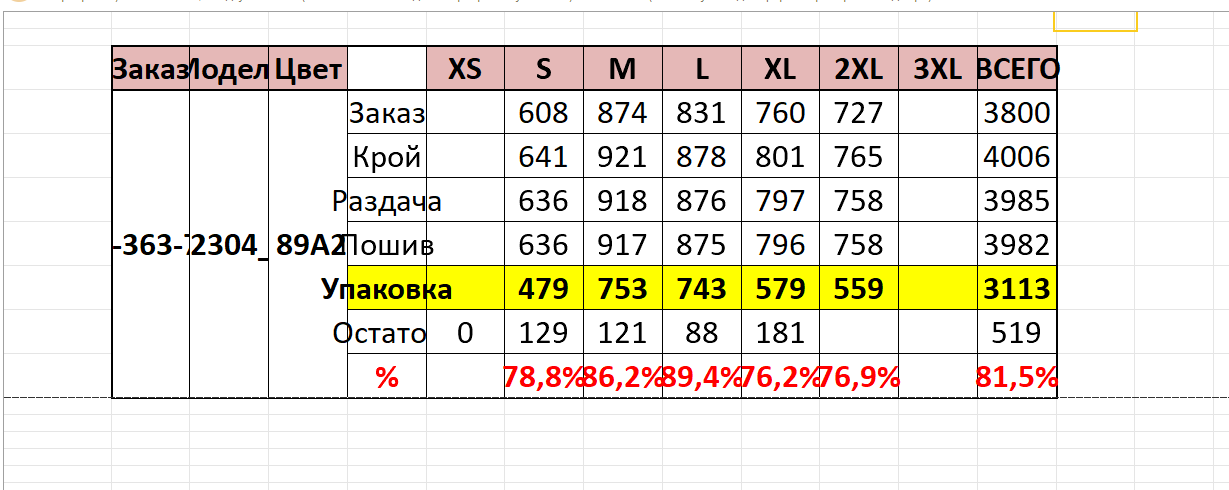 Заказ Модел Цвет XS S M L XL 2XL 3XL ВСЕГО
Заказ 608 874 831 760 727 3800
Крой 641 921 878 801 765 4006
Раздача 636 918 876 797 758 3985
-363-7 2304_ 89A2 Пошив 636 917 875 796 758 3982
Упаковка 479 753 743 579 559 3113
Остато 0 129 121 88 181 519
% 78,8% 86,2% 89,4% 76,2% 76,9% 81,5%